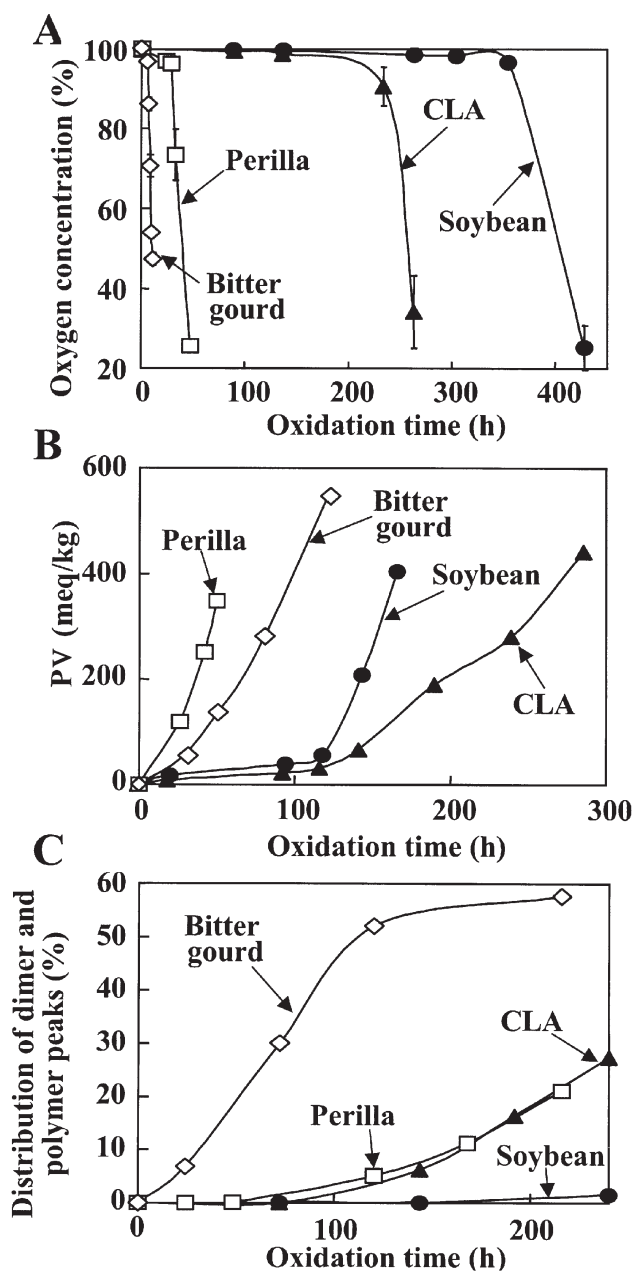 A
Oxygen concentration (%)
100
80
60
40
20
0
100
200
300
400
Oxidation time (h)
Perilla
Bitter
gourd
CLA
Soybean
B
PV (meq/kg)
600
400
200
0
0
100
200
300
Oxidation time (h)
Perilla
Bitter
gourd
Soybean
CLA
C
Distribution of dimer and
polymer peaks (%)
60
50
40
30
20
10
0
0
100
200
Oxidation time (h)
Bitter
gourd
CLA
Perilla
Soybean